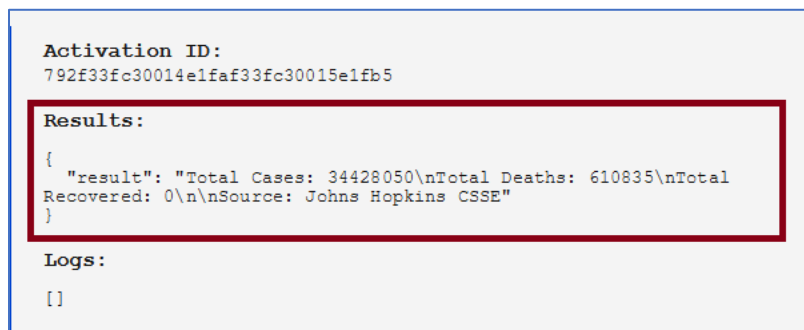 Activation ID:
792f33fc30014e1faf33fc30015e1fb5
Results:
{
"result": "Total Cases: 34428050\nTotal Deaths: 610835\nTotal
Recovered: 0\n\nSource: Johns Hopkins CSSE"
}
Logs:
[]